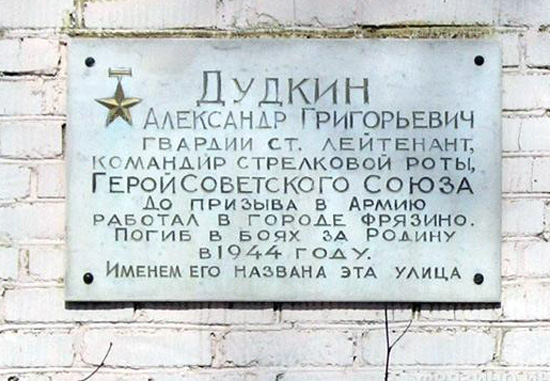 Дудкин
Александр Григорьевич
гвардии ст. лейтенант,
командир стрелковой роты,
Герой Советского Союза
До призыва в Армию
работал в городе Фрязино.
Погиб в боях за Родину
в 1944 году.
Именем его названа эта улица